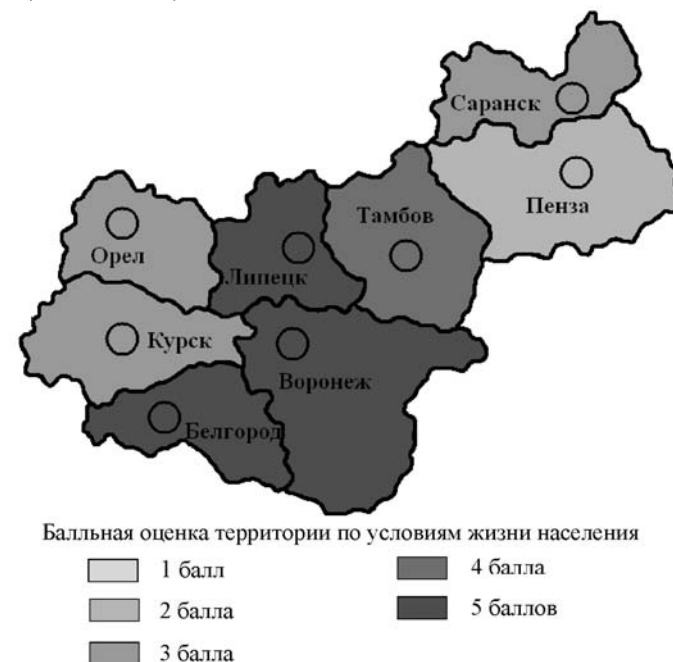 Саранск
Пенза
Тамбов
Орел
Липецк
Курск
Воронеж
Белгород
Балльная оценка территории по условиям жизни населения
1 балл
2 балла
3 балла
4 балла
5 баллов